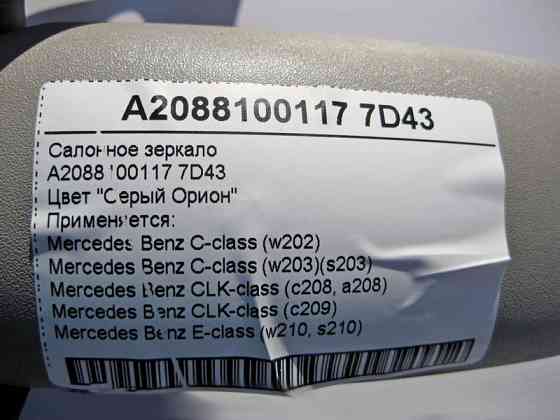 A2088100117 7D43
Салонное зеркало
A2088100117 7D43
Цвет "Серый Орион"
Применяется:
Mercedes Benz C-class (w202)
Mercedes Benz C-class (w203)(s203)
Mercedes Benz CLK-class (c208, a208)
Mercedes Benz CLK-class (c209)
Mercedes Benz E-class (w210, s210)